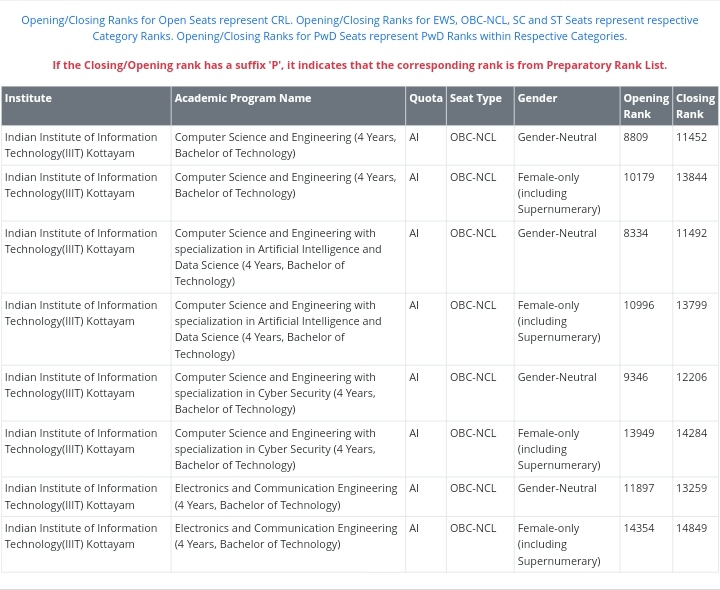 Opening/Closing Ranks for Open Seats represent CRL. Opening/Closing Ranks for EWS, OBC-NCL, SC and ST Seats represent respective
Category Ranks. Opening/Closing Ranks for PwD Seats represent PwD Ranks within Respective Categories.
If the Closing/Opening rank has a suffix 'P', it indicates that the corresponding rank is from Preparatory Rank List.
Institute Academic Program Name Quota Seat Type Gender Opening Closing
Rank Rank
Indian Institute of Information Computer Science and Engineering (4 Years, AI OBC-NCL Gender-Neutral 8809 11452
Technology(IIIT) Kottayam Bachelor of Technology)
Indian Institute of Information Computer Science and Engineering (4 Years, AI OBC-NCL Female-only 10179 13844
Technology(IIIT) Kottayam Bachelor of Technology) (including
Supernumerary)
Indian Institute of Information Computer Science and Engineering with AI OBC-NCL Gender-Neutral 8334 11492
Technology(IIIT) Kottayam specialization in Artificial Intelligence and
Data Science (4 Years, Bachelor of
Technology)
Indian Institute of Information Computer Science and Engineering with AI OBC-NCL Female-only 10996 13799
Technology(IIIT) Kottayam specialization in Artificial Intelligence and (including
Data Science (4 Years, Bachelor of Supernumerary)
Technology)
Indian Institute of Information Computer Science and Engineering with AI OBC-NCL Gender-Neutral 9346 12206
Technology(IIIT) Kottayam specialization in Cyber Security (4 Years,
Bachelor of Technology)
Indian Institute of Information Computer Science and Engineering with AI OBC-NCL Female-only 13949 14284
Technology(IIIT) Kottayam specialization in Cyber Security (4 Years, (including
Bachelor of Technology) Supernumerary)
Indian Institute of Information Electronics and Communication Engineering AI OBC-NCL Gender-Neutral 11897 13259
Technology(IIIT) Kottayam (4 Years, Bachelor of Technology)
Indian Institute of Information Electronics and Communication Engineering AI OBC-NCL Female-only 14354 14849
Technology(IIIT) Kottayam (4 Years, Bachelor of Technology) (including
Supernumerary)